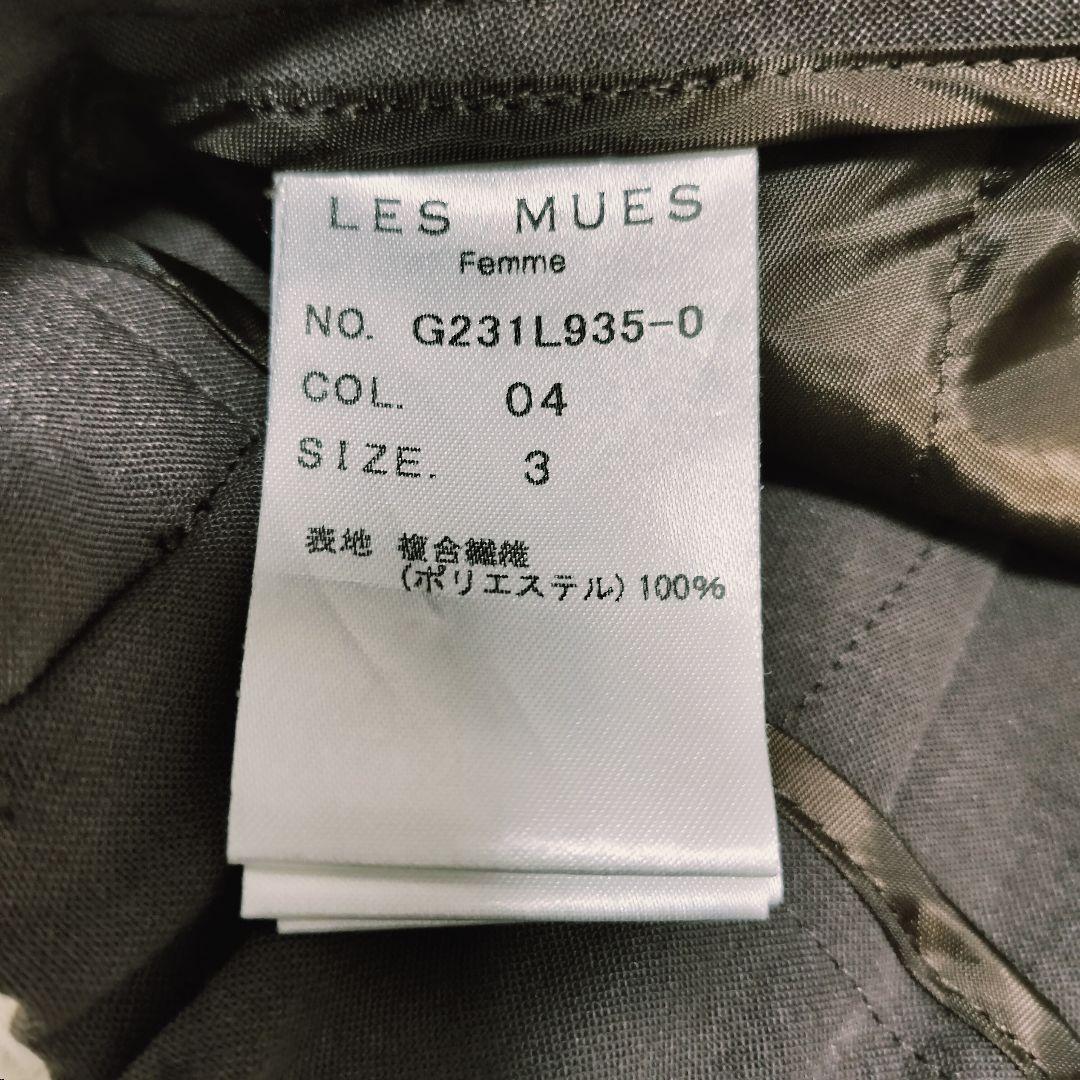 LES MUES
Femme
NO. G231L935-0
COL. 04
SIZE. 3
表地 複合繊維
(ポリエステル) 100%